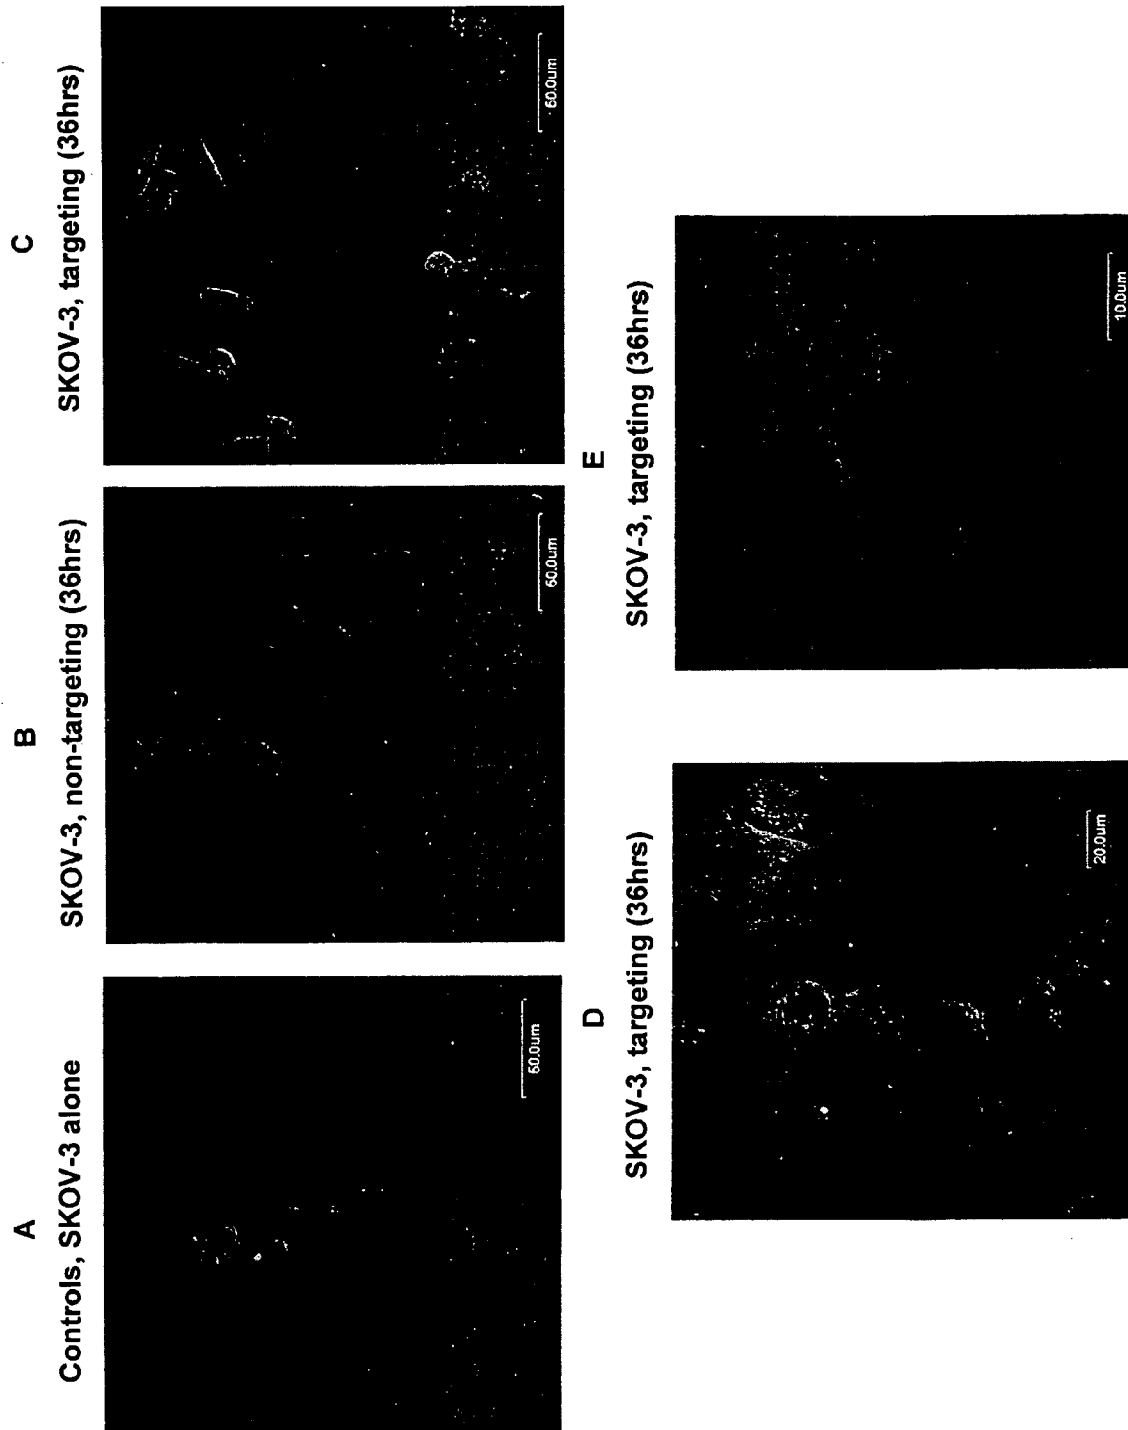 A
Controls, SKOV-3 alone
60.0um
B
SKOV-3, non-targeting (36hrs)
60.0um
C
SKOV-3, targeting (36hrs)
60.0um
D
SKOV-3, targeting (36hrs)
20.0um
E
SKOV-3, targeting (36hrs)
10.0um